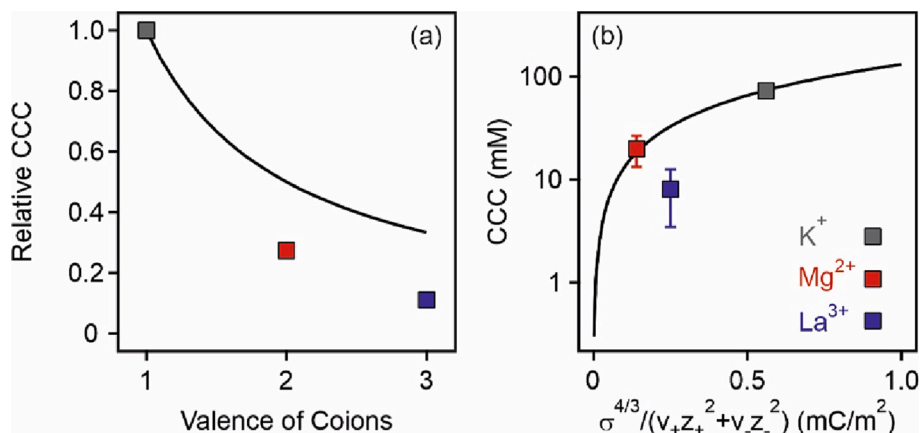 (a)
Relative CCC
1.0
0.8
0.6
0.4
0.2
0
1 2 3
Valence of Coions
(b)
CCC (mM)
100
10
1
K⁺
Mg²⁺
La³⁺
0 0.5 1.0
σ^{4/3}/(ν₊z₊²+ν₋z₋²) (mC/m²)